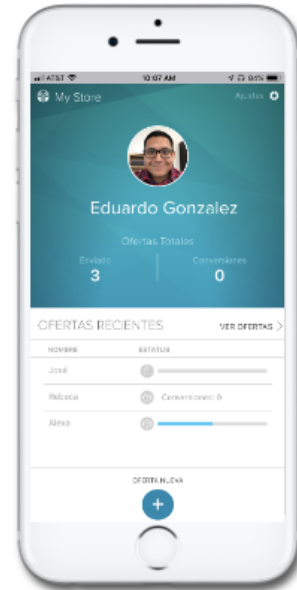 AT&T 10:07 AM 84%
My Store Ajustes
Eduardo Gonzalez
Ofertas Totales
Enviado Conversiones
3 0
OFERTAS RECIENTES VER OFERTAS
NOMBRE ESTATUS
José
Rebeca Conversiones: 0
Alexa
OFERTA NUEVA